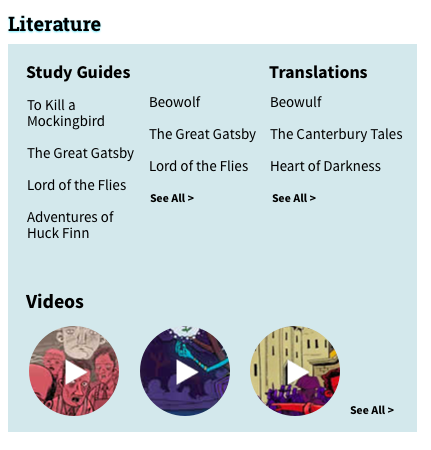 Literature
Study Guides
To Kill a
Mockingbird
The Great Gatsby
Lord of the Flies
Adventures of
Huck Finn
Beowolf
The Great Gatsby
Lord of the Flies
See All >
Translations
Beowulf
The Canterbury Tales
Heart of Darkness
See All >
Videos
See All >